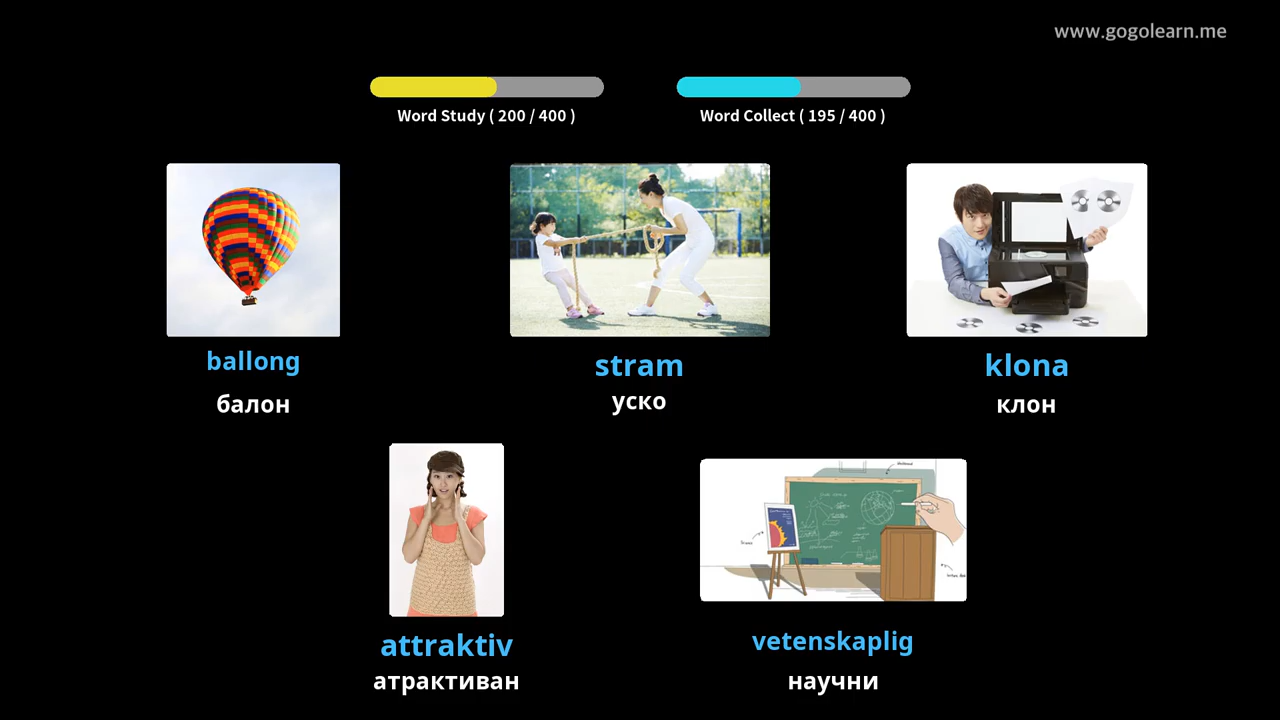 www.gogolearn.me
Word Study ( 200 / 400 )
Word Collect ( 195 / 400 )
ballong
балон
stram
уско
klona
клон
attraktiv
атрактиван
vetenskaplig
научни